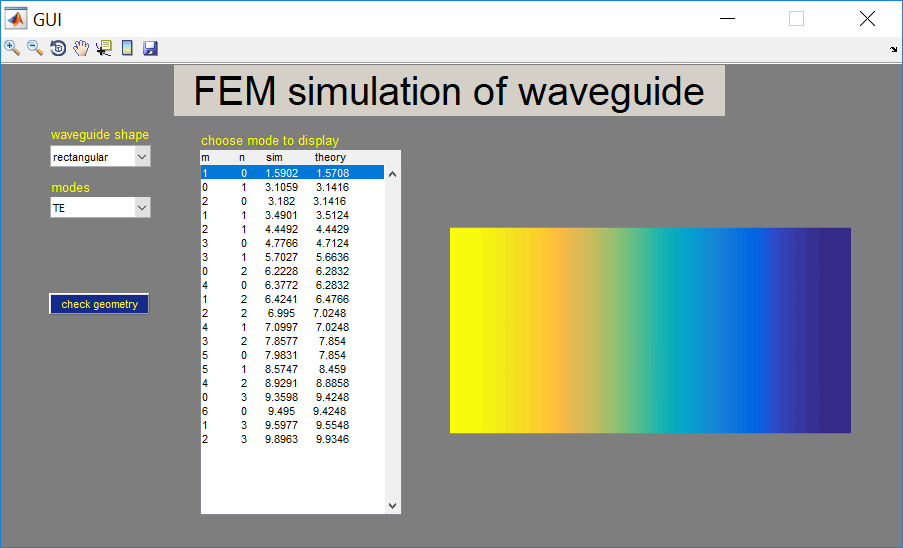 GUI
FEM simulation of waveguide
waveguide shape
rectangular
modes
TE
check geometry
choose mode to display
m n sim theory
1 0 1.5902 1.5708
0 1 3.1059 3.1416
2 0 3.182 3.1416
1 1 3.4901 3.5124
2 1 4.4492 4.4429
3 0 4.7766 4.7124
3 1 5.7027 5.6636
0 2 6.2228 6.2832
4 0 6.3772 6.2832
1 2 6.4241 6.4766
2 2 6.995 7.0248
4 1 7.0997 7.0248
3 2 7.8577 7.854
5 0 7.9831 7.854
5 1 8.5747 8.459
4 2 8.9291 8.8858
0 3 9.3598 9.4248
6 0 9.495 9.4248
1 3 9.5977 9.5548
2 3 9.8963 9.9346